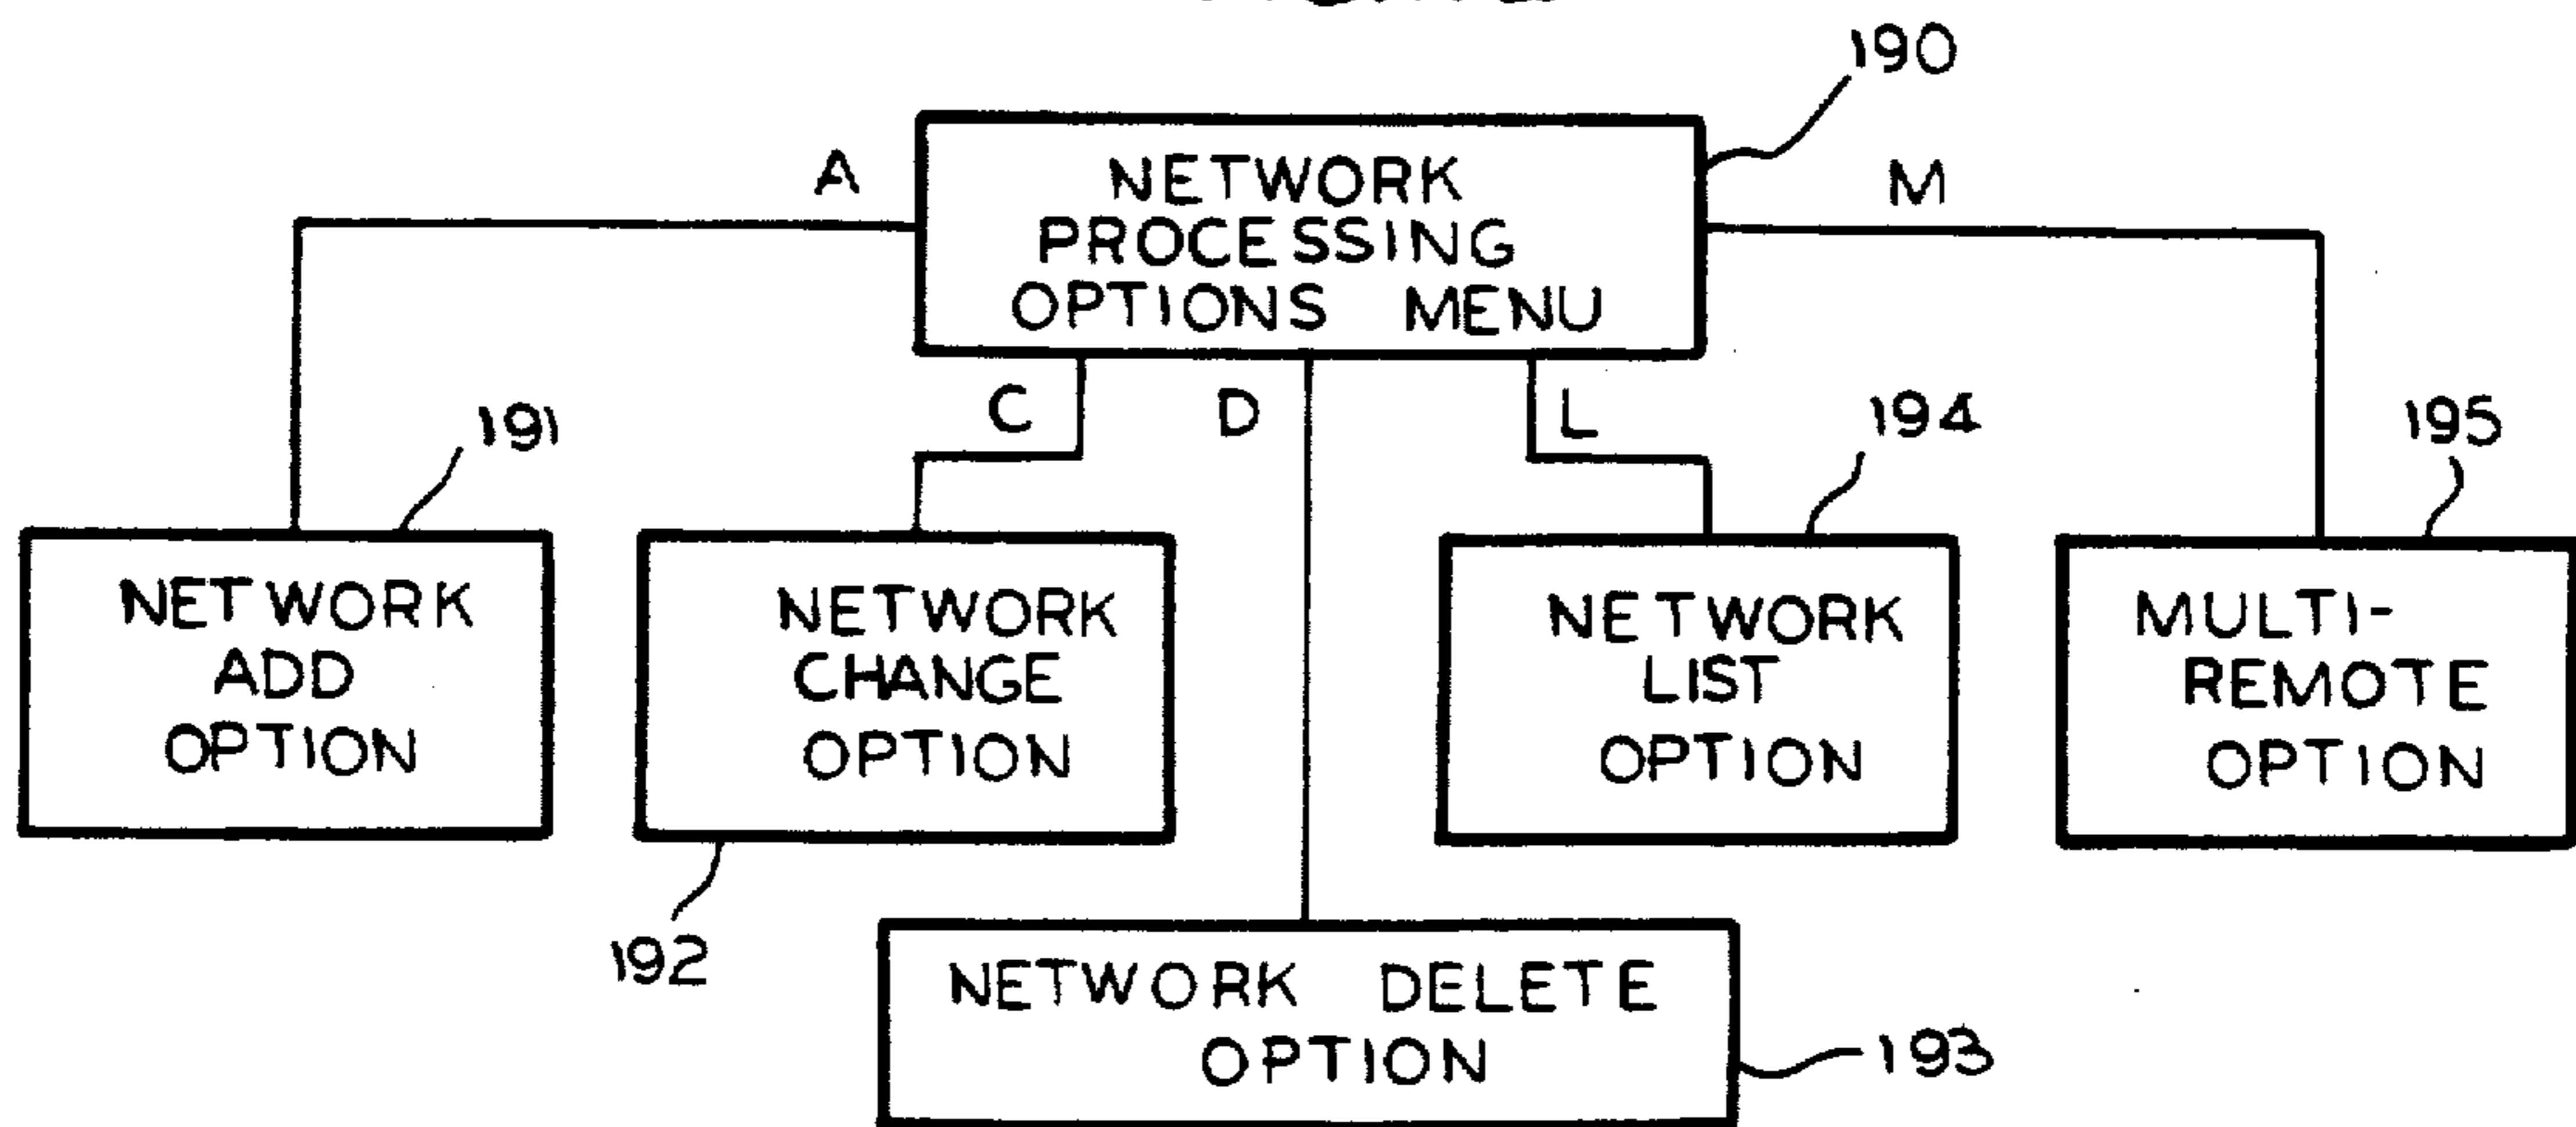 190
A
NETWORK
PROCESSING
OPTIONS MENU
M
C
D
L
191
194
195
NETWORK
ADD
OPTION
NETWORK
CHANGE
OPTION
NETWORK
LIST
OPTION
MULTI-
REMOTE
OPTION
192
NETWORK DELETE
OPTION
193